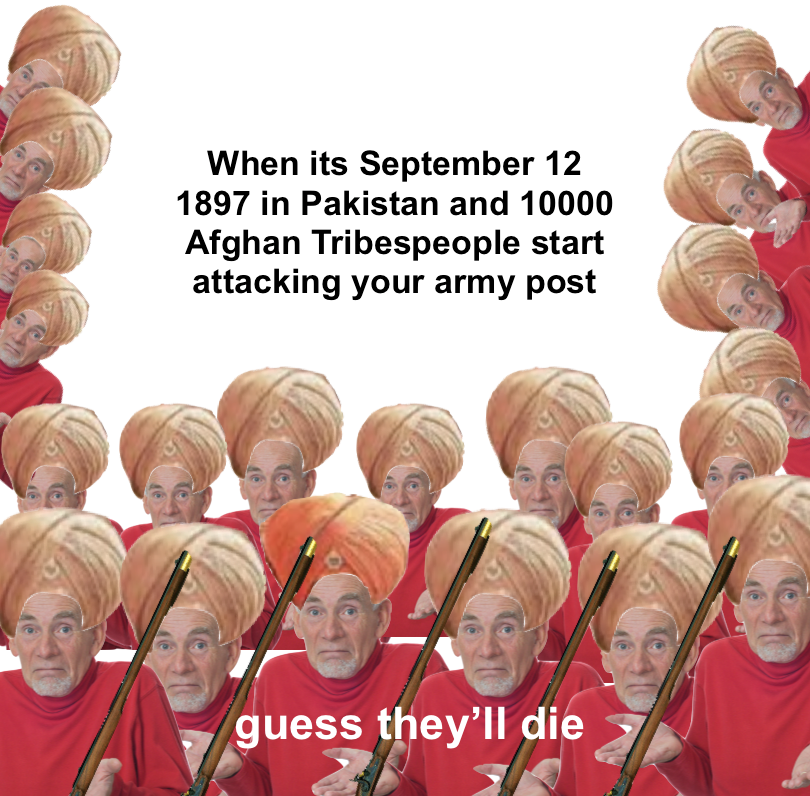 When its September 12
1897 in Pakistan and 10000
Afghan Tribespeople start
attacking your army post
guess they’ll die